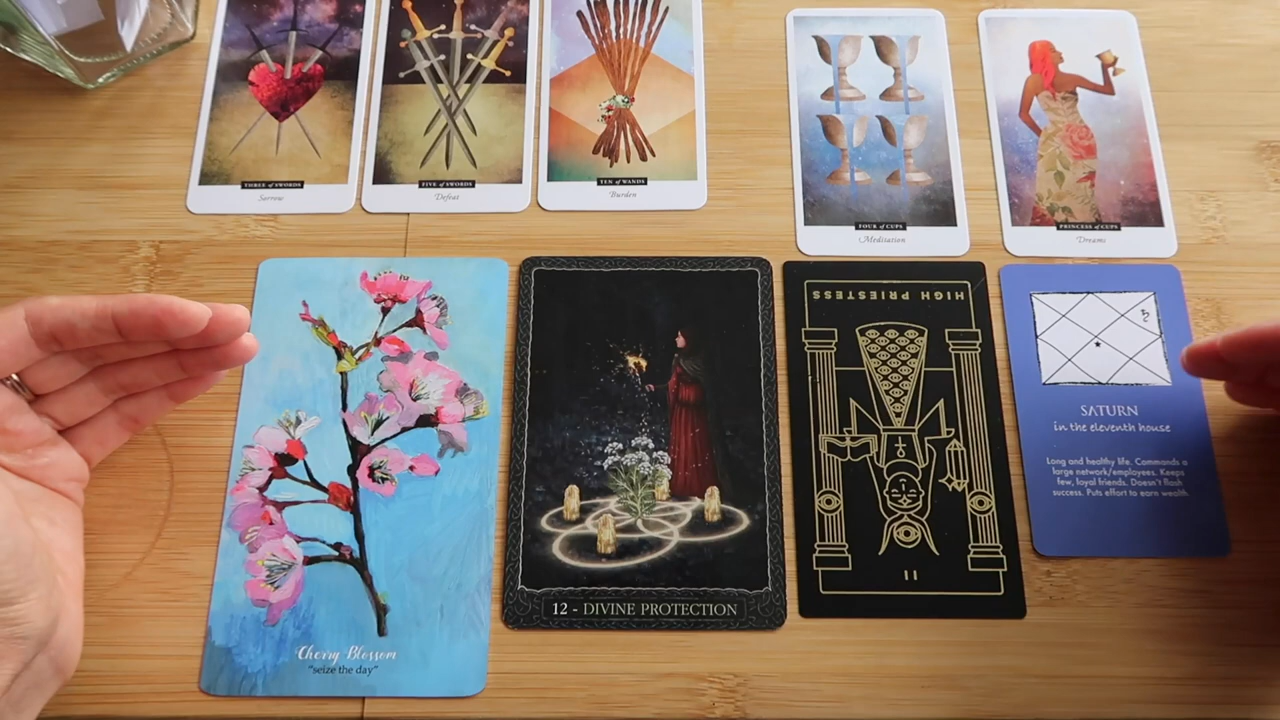 THREE of SWORDS
Sorrow
FIVE of SWORDS
Defeat
TEN of WANDS
Burden
FOUR of CUPS
Meditation
PRINCESS of CUPS
Dreams
Cherry Blossom
"seize the day"
12 - DIVINE PROTECTION
HIGH PRIESTESS
II
SATURN
in the eleventh house
Long and healthy life. Commands a
large network/employees. Keeps
few, loyal friends. Doesn't flash
success. Puts effort to earn wealth.